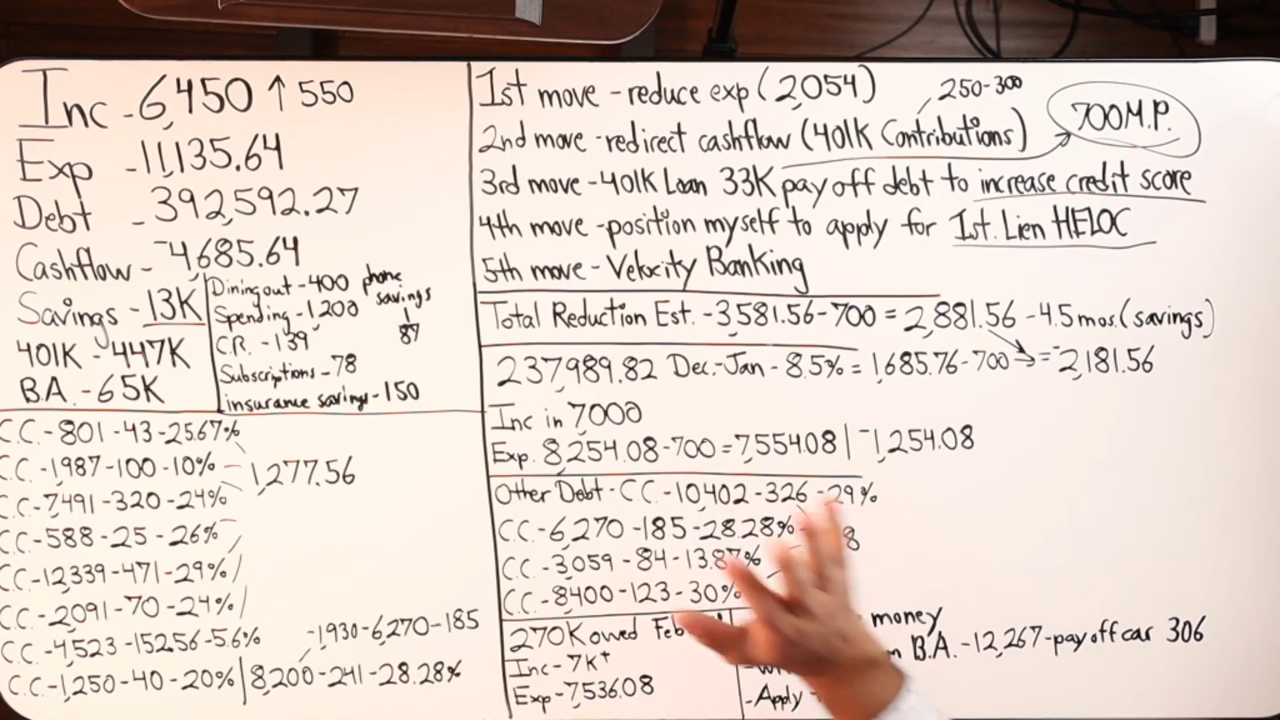 Inc - 6,450 ↑ 550
Exp - 11,135.64
Debt - 392,592.27
Cashflow - -4,685.64
Savings - 13K
401K - 447K
B.A. - 65K
Dining out - 400
Spending - 1200
C.R. - 139
Subscriptions - 78
insurance savings - 150
phone
savings
87
C.C. - 801 - 43 - 25.67%
C.C. - 1987 - 100 - 10%
C.C. - 7,491 - 320 - 24%
C.C. - 588 - 25 - 26%
C.C. - 12,339 - 471 - 29%
C.C. - 2091 - 70 - 24%
C.C. - 4,523 - 152.56 - 5.6%
C.C. - 1,250 - 40 - 20% | 8,200 - 241 - 28.28%
1,277.56
-1930 - 6,270 - 185
1st move - reduce exp (2,054)
250-300
2nd move - redirect cashflow (401K Contributions)
700 M.P.
3rd move - 401K Loan 33K pay off debt to increase credit score
4th move - position myself to apply for 1st. Lien HELOC
5th move - Velocity Banking
Total Reduction Est. - 3,581.56 - 700 = 2,881.56 - 4.5 mos. (savings)
237,989.82 Dec.-Jan - 8.5% = 1,685.76 - 700 → = -2,181.56
Inc in 7000
Exp. 8,254.08 - 700 = 7,554.08 | -1,254.08
Other Debt - C.C. - 10,402 - 326 - 29%
C.C. - 6,270 - 185 - 28.28%
8
C.C. - 3,059 - 84 - 13.87%
C.C. - 8400 - 123 - 30%
270K owed Feb
Inc - 7K+
Exp - 7,536.08
money
B.A. - 12,267 - pay off car 306
- Apply